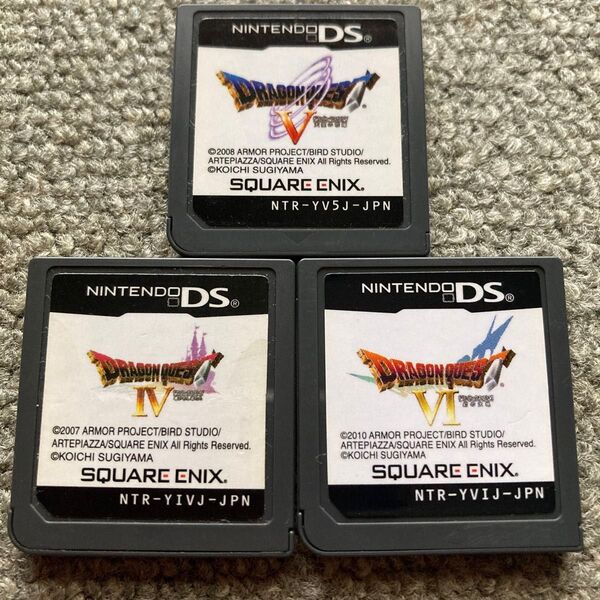 NINTENDO DS®
DRAGON QUEST
V
©2008 ARMOR PROJECT/BIRD STUDIO/
ARTEPIAZZA/SQUARE ENIX All Rights Reserved.
©KOICHI SUGIYAMA
SQUARE ENIX.
NTR-YV5J-JPN
NINTENDO DS®
DRAGON QUEST
IV
©2007 ARMOR PROJECT/BIRD STUDIO/
ARTEPIAZZA/SQUARE ENIX All Rights Reserved.
©KOICHI SUGIYAMA
SQUARE ENIX.
NTR-YIVJ-JPN
NINTENDO DS®
DRAGON QUEST
VI
©2010 ARMOR PROJECT/BIRD STUDIO/
ARTEPIAZZA/SQUARE ENIX All Rights Reserved.
©KOICHI SUGIYAMA
SQUARE ENIX.
NTR-YVIJ-JPN